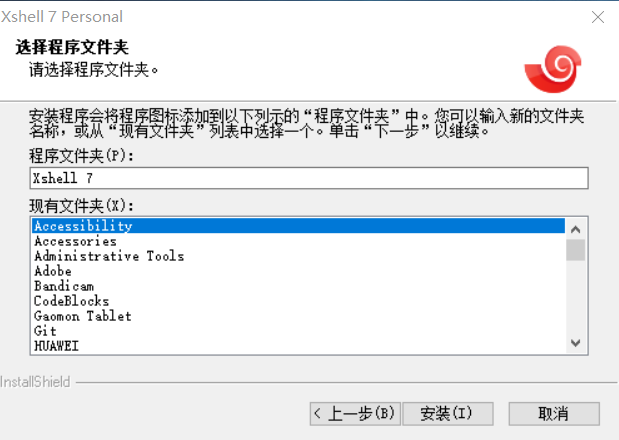 Xshell 7 Personal
选择程序文件夹
请选择程序文件夹。
安装程序会将程序图标添加到以下列示的“程序文件夹”中。您可以输入新的文件夹
名称，或从“现有文件夹”列表中选择一个。单击“下一步”以继续。
程序文件夹(P):
Xshell 7
现有文件夹(X):
Accessibility
Accessories
Administrative Tools
Adobe
Bandicam
CodeBlocks
Gaomon Tablet
Git
HUAWEI
InstallShield
< 上一步(B) 安装(I) 取消